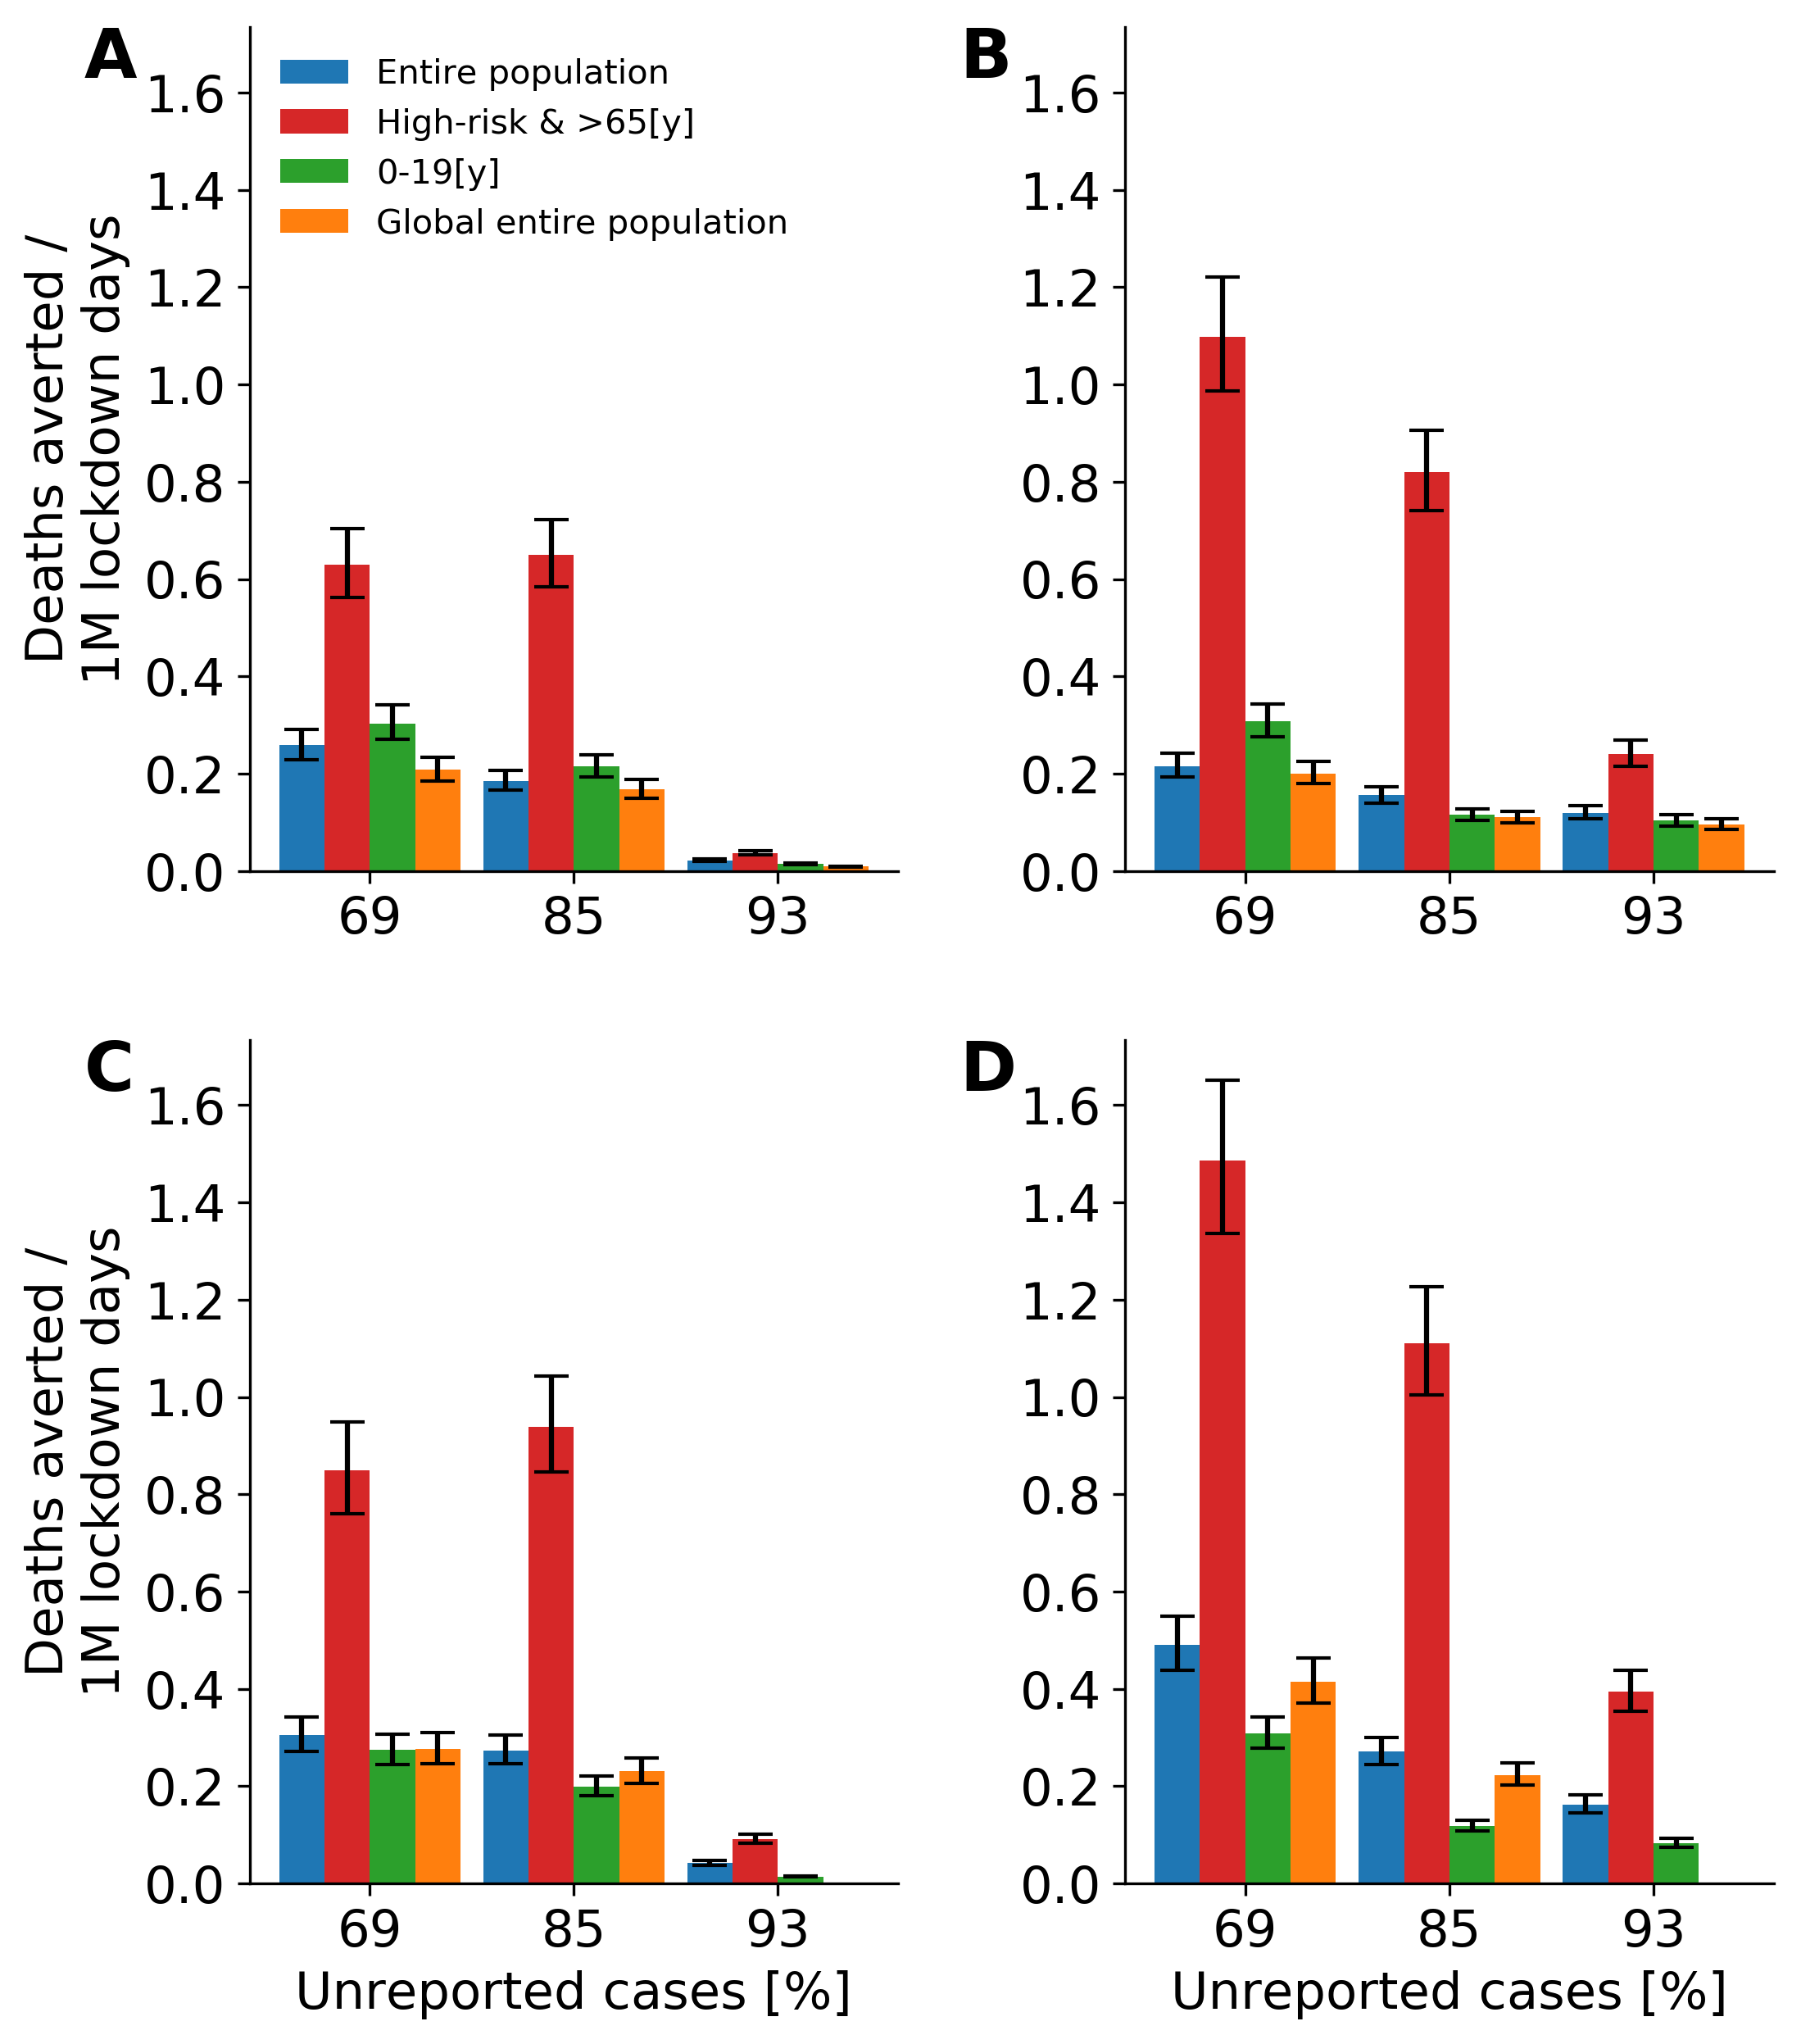 A
Entire population
High-risk & >65[y]
0-19[y]
Global entire population
Deaths averted /
1M lockdown days
1.6
1.4
1.2
1.0
0.8
0.6
0.4
0.2
0.0
69 85 93
B
1.6
1.4
1.2
1.0
0.8
0.6
0.4
0.2
0.0
69 85 93
C
Deaths averted /
1M lockdown days
1.6
1.4
1.2
1.0
0.8
0.6
0.4
0.2
0.0
69 85 93
Unreported cases [%]
D
1.6
1.4
1.2
1.0
0.8
0.6
0.4
0.2
0.0
69 85 93
Unreported cases [%]